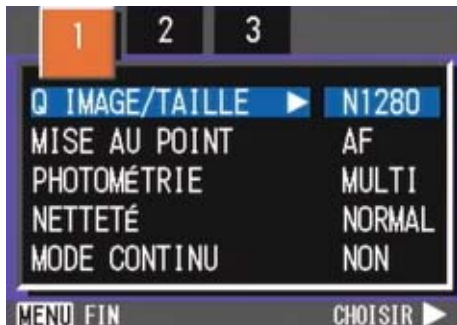 1 2 3
Q IMAGE/TAILLE ▶ N1280
MISE AU POINT AF
PHOTOMÉTRIE MULTI
NETTETÉ NORMAL
MODE CONTINU NON
MENU FIN CHOISIR ▶